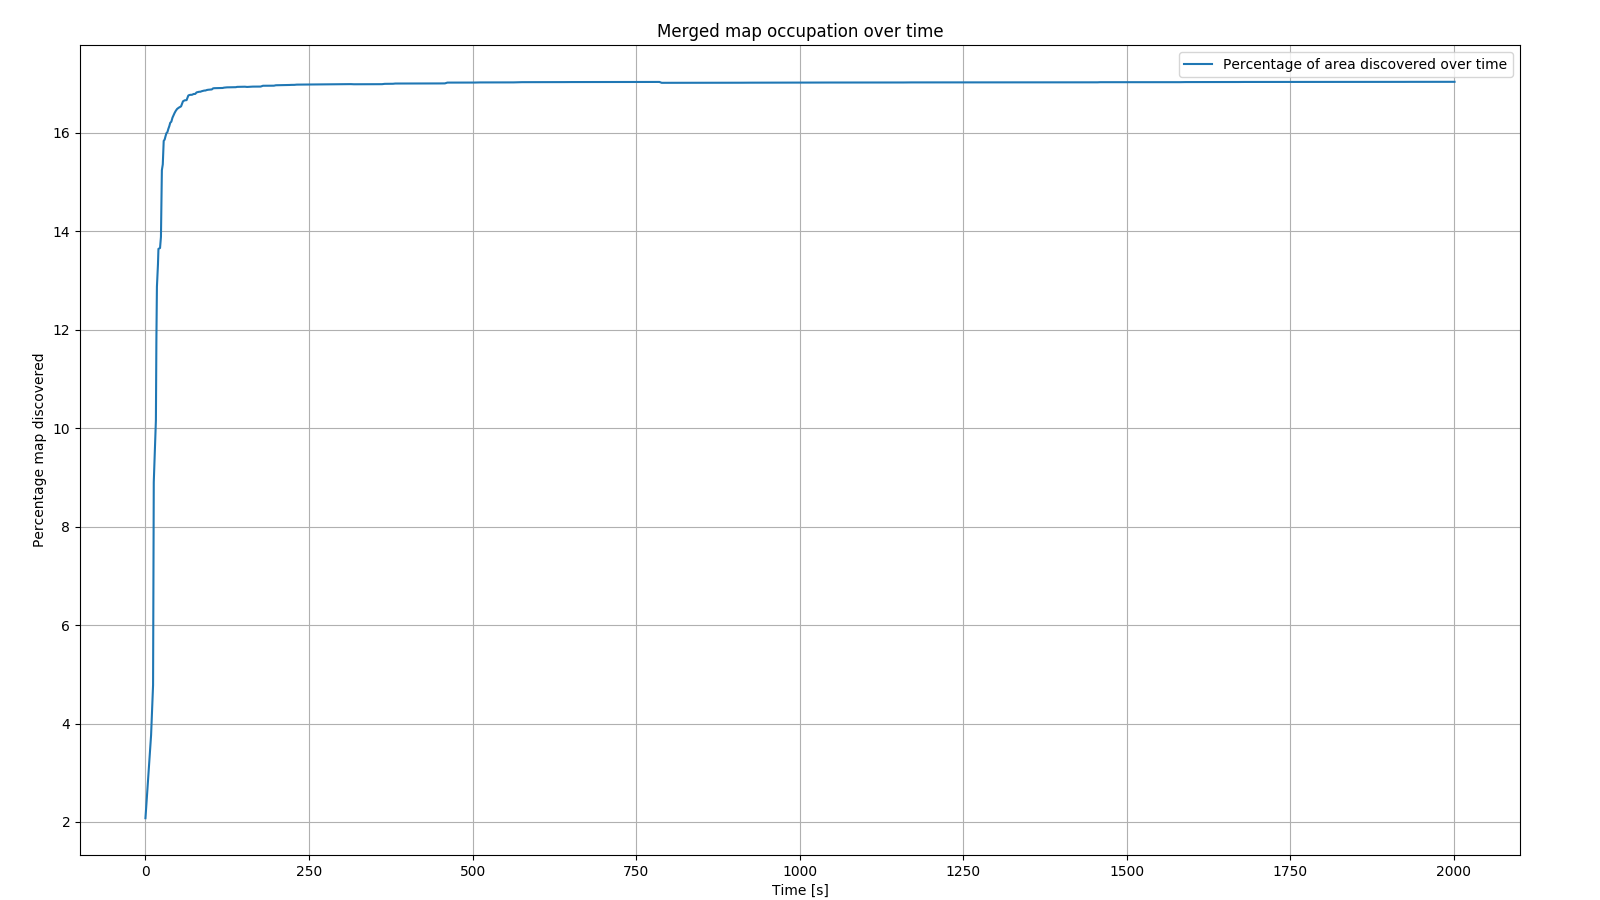 Merged map occupation over time
Percentage of area discovered over time
Percentage map discovered
16
14
12
10
8
6
4
2
0 250 500 750 1000 1250 1500 1750 2000
Time [s]